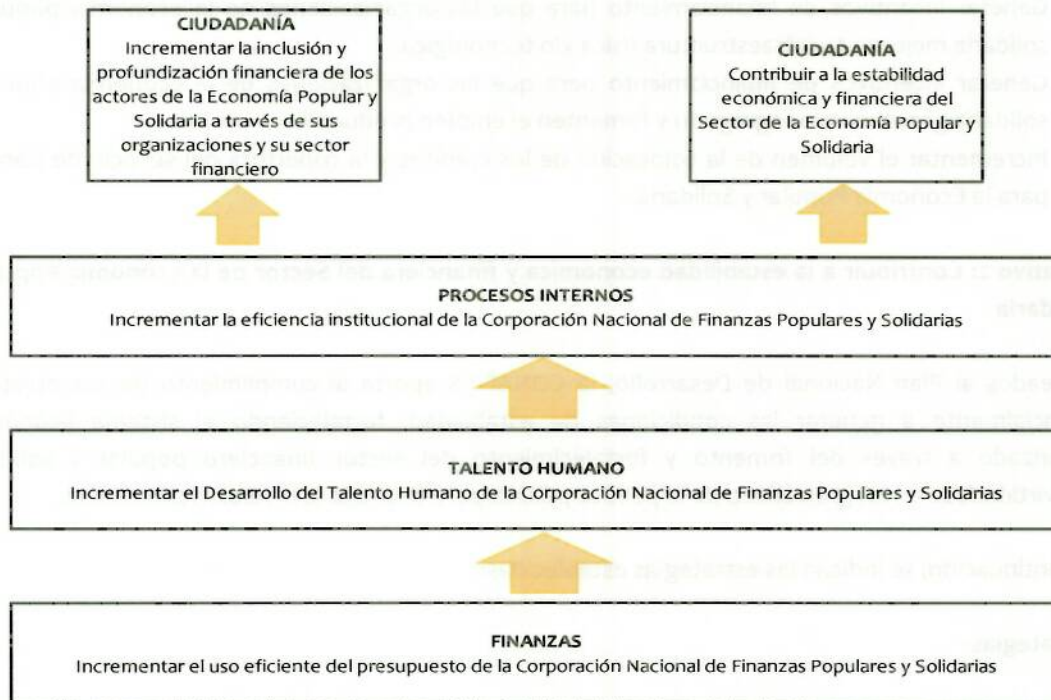 CIUDADANÍA
Incrementar la inclusión y
profundización financiera de los
actores de la Economía Popular y
Solidaria a través de sus
organizaciones y su sector
financiero
CIUDADANÍA
Contribuir a la estabilidad
económica y financiera del
Sector de la Economía Popular y
Solidaria
PROCESOS INTERNOS
Incrementar la eficiencia institucional de la Corporación Nacional de Finanzas Populares y Solidarias
TALENTO HUMANO
Incrementar el Desarrollo del Talento Humano de la Corporación Nacional de Finanzas Populares y Solidarias
FINANZAS
Incrementar el uso eficiente del presupuesto de la Corporación Nacional de Finanzas Populares y Solidarias